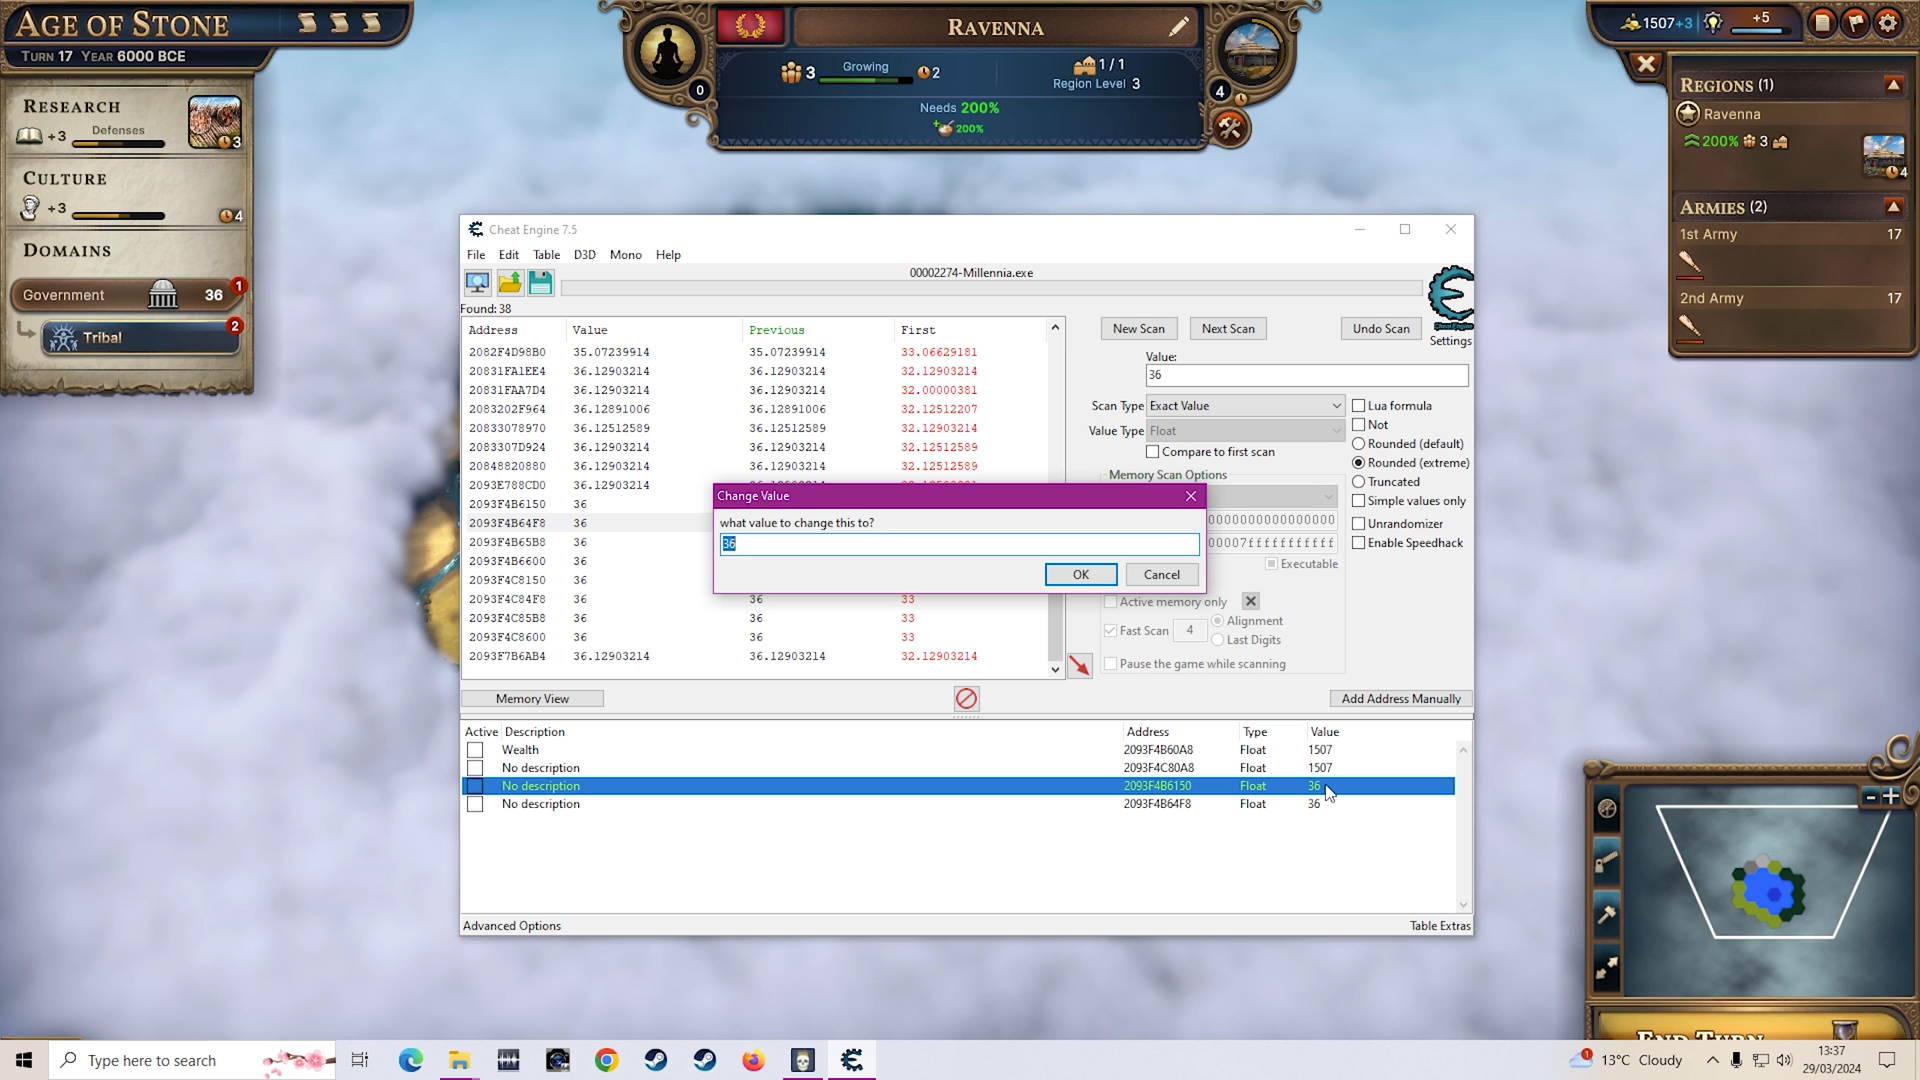 AGE OF STONE
TURN 17 YEAR 6000 BCE
RESEARCH
+3 Defenses
3
CULTURE
+3
4
DOMAINS
Government 36 1
Tribal 2
RAVENNA
0
3 Growing 2
1 / 1
Region Level 3
Needs 200%
200%
4
1507+3 +5
REGIONS (1)
Ravenna
200% 3
4
ARMIES (2)
1st Army 17
2nd Army 17
Cheat Engine 7.5
File Edit Table D3D Mono Help
00002274-Millennia.exe
Found: 38
Address Value Previous First
2082F4D98B0 35.07239914 35.07239914 33.06629181
20831FA1EE4 36.12903214 36.12903214 32.12903214
20831FAA7D4 36.12903214 36.12903214 32.00000381
2083202F964 36.12891006 36.12891006 32.12512207
20833078970 36.12512589 36.12512589 32.12903214
2083307D924 36.12903214 36.12903214 32.12512589
20848820880 36.12903214 36.12903214 32.12512589
2093E788CD0 36.12903214
2093F4B6150 36
2093F4B64F8 36
2093F4B65B8 36
2093F4B6600 36
2093F4C8150 36
2093F4C84F8 36 36 33
2093F4C85B8 36 36 33
2093F4C8600 36 36 33
2093F7B6AB4 36.12903214 36.12903214 32.12903214
New Scan Next Scan Undo Scan
Cheat Engine
Settings
Value:
36
Scan Type Exact Value
Value Type Float
Compare to first scan
Lua formula
Not
Rounded (default)
Rounded (extreme)
Truncated
Simple values only
Unrandomizer
Enable Speedhack
Memory Scan Options
0000000000000000
00007fffffffffff
Executable
Active memory only
Fast Scan 4 Alignment
Last Digits
Pause the game while scanning
Change Value
what value to change this to?
36
OK Cancel
Memory View Add Address Manually
Active Description Address Type Value
Wealth 2093F4B60A8 Float 1507
No description 2093F4C80A8 Float 1507
No description 2093F4B6150 Float 36
No description 2093F4B64F8 Float 36
Advanced Options Table Extras
END TURN
Type here to search
1
13°C Cloudy
13:37
29/03/2024